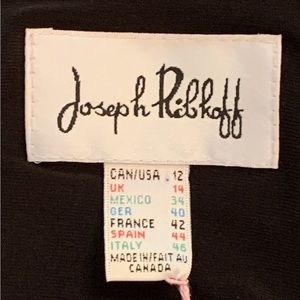 Joseph Ribkoff
CAN/USA 12
UK 14
MEXICO 34
GER 40
FRANCE 42
SPAIN 44
ITALY 46
MADE IN/FAIT AU
CANADA